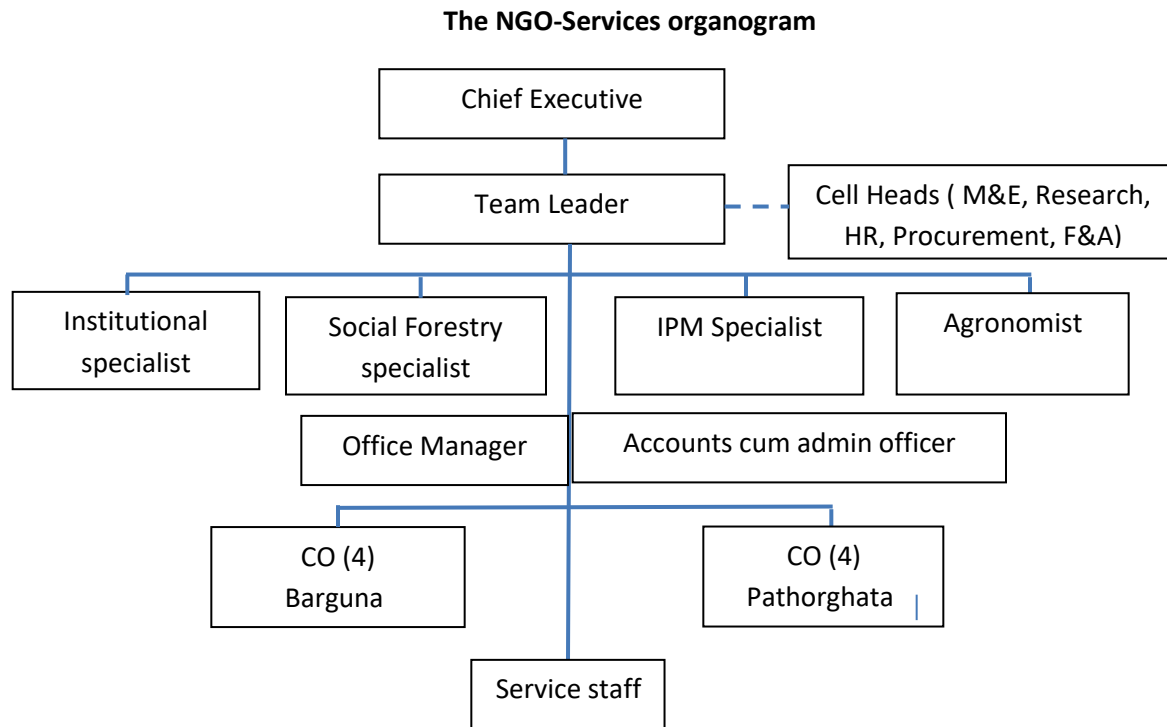 The NGO-Services organogram
Chief Executive
Team Leader
Cell Heads ( M&E, Research,
HR, Procurement, F&A)
Institutional
specialist
Social Forestry
specialist
IPM Specialist
Agronomist
Office Manager
Accounts cum admin officer
CO (4)
Barguna
CO (4)
Pathorghata
Service staff